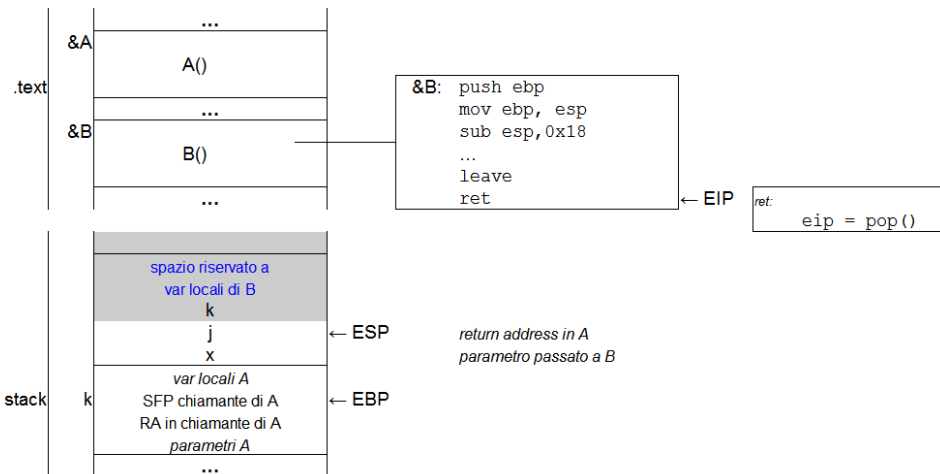 ...
&A
A()
.text
...
&B
B()
...
&B: push ebp
mov ebp, esp
sub esp,0x18
...
leave
ret
← EIP
ret:
eip = pop()
spazio riservato a
var locali di B
k
j
← ESP
return address in A
x
parametro passato a B
var locali A
stack
k
SFP chiamante di A
← EBP
RA in chiamante di A
parametri A
...